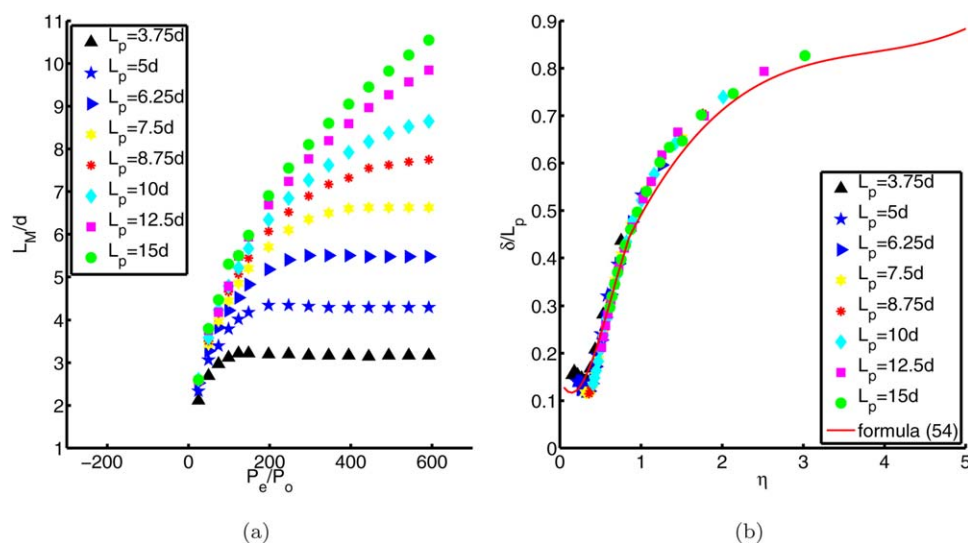 L_M/d
11
10
9
8
7
6
5
4
3
2
1
−200 0 200 400 600
P_e/P_o
L_p=3.75d
L_p=5d
L_p=6.25d
L_p=7.5d
L_p=8.75d
L_p=10d
L_p=12.5d
L_p=15d
(a)
δ/L_p
0.9
0.8
0.7
0.6
0.5
0.4
0.3
0.2
0.1
0
0 1 2 3 4 5
η
L_p=3.75d
L_p=5d
L_p=6.25d
L_p=7.5d
L_p=8.75d
L_p=10d
L_p=12.5d
L_p=15d
formula (54)
(b)